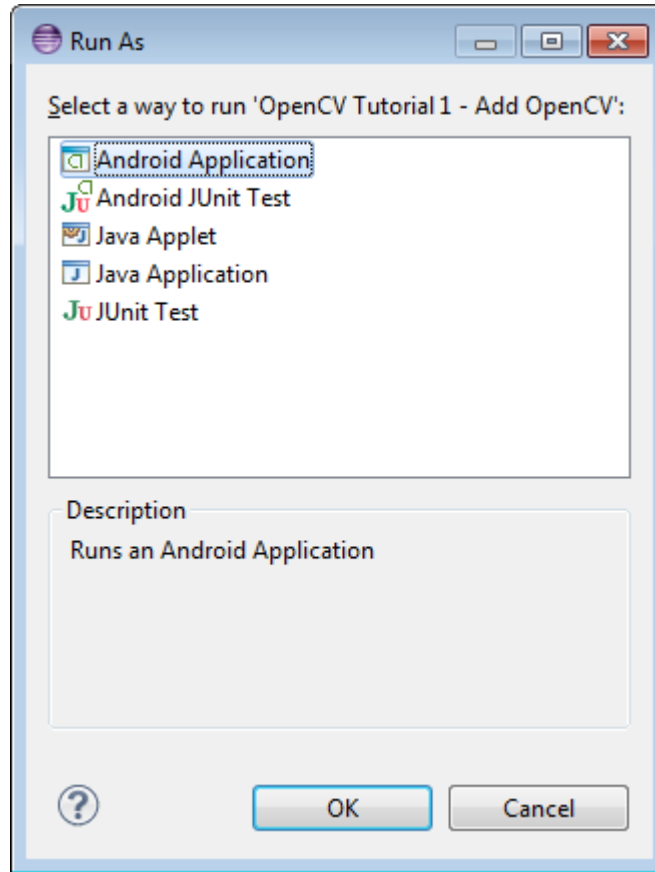 Run As
Select a way to run 'OpenCV Tutorial 1 - Add OpenCV':
Android Application
Android JUnit Test
Java Applet
Java Application
JUnit Test
Description
Runs an Android Application
OK
Cancel